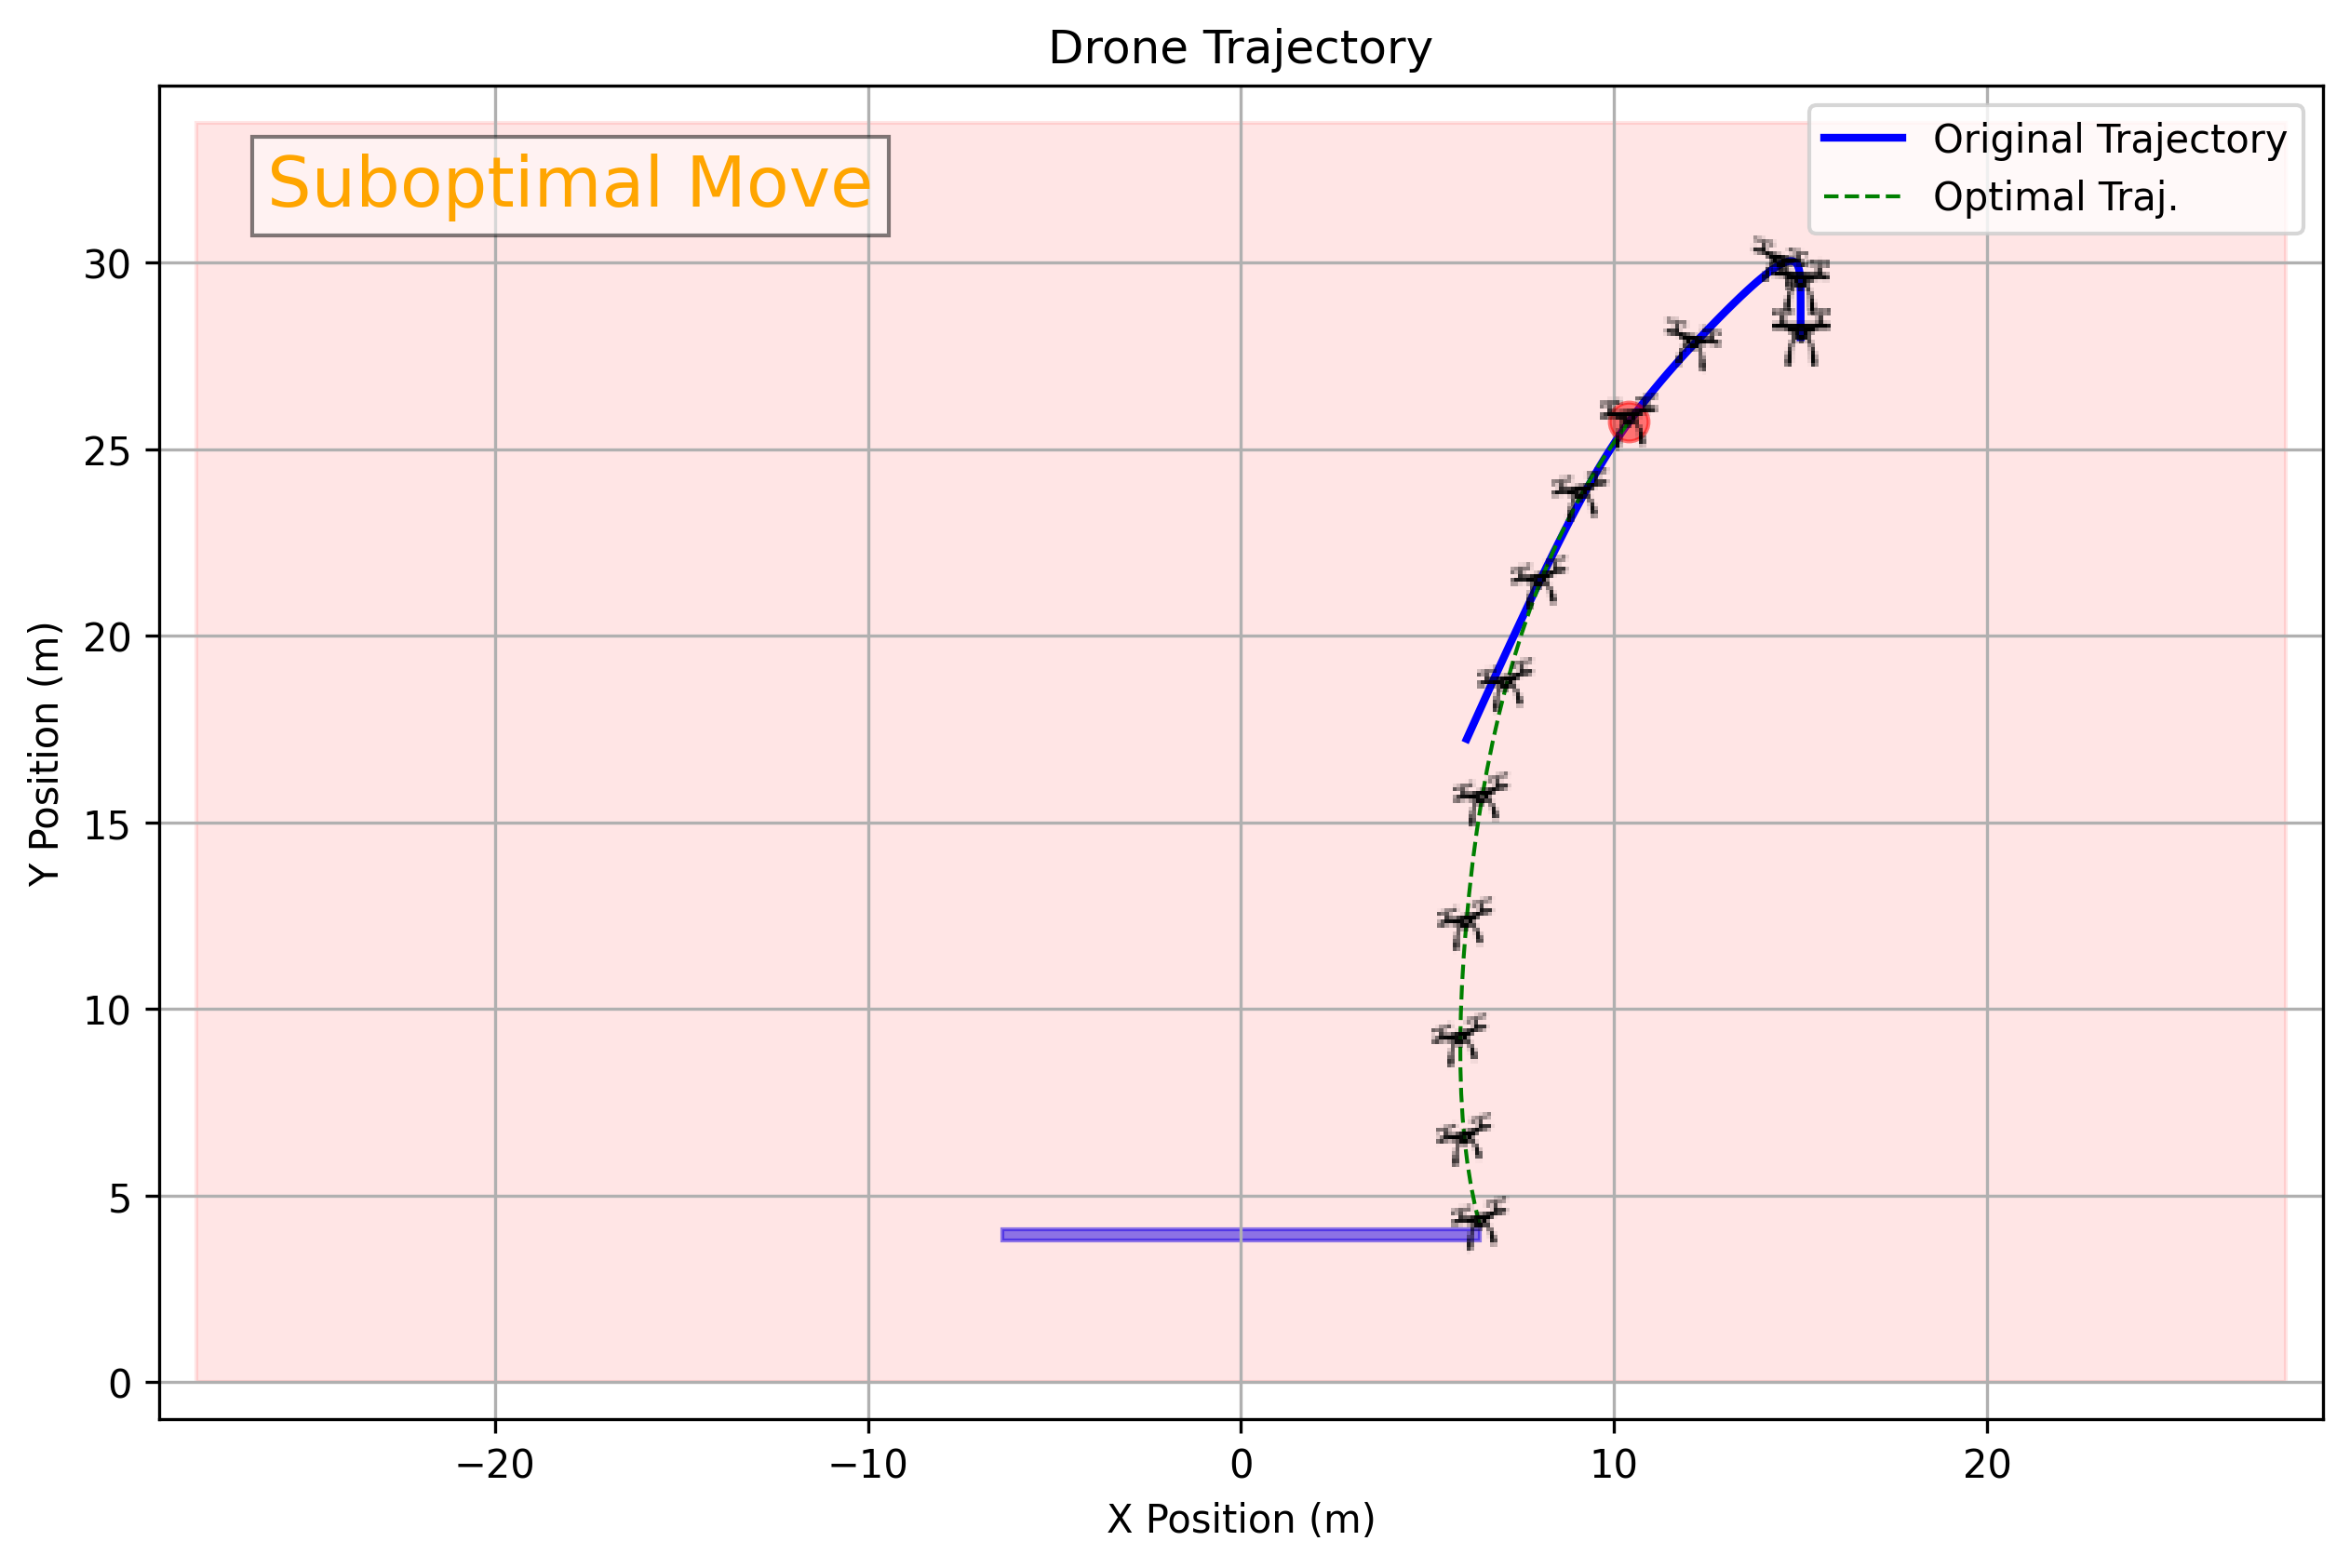 Drone Trajectory
Suboptimal Move
Original Trajectory
Optimal Traj.
30
25
20
15
10
5
0
Y Position (m)
−20
−10
0
10
20
X Position (m)